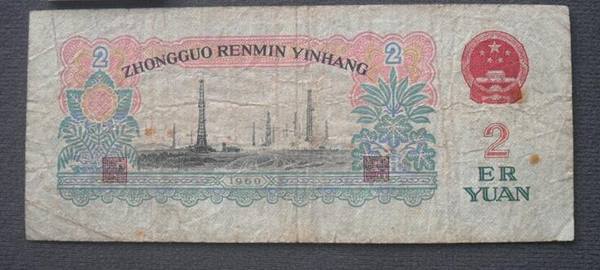 2 2
ZHONGGUO RENMIN YINHANG
1960
2
ER
YUAN